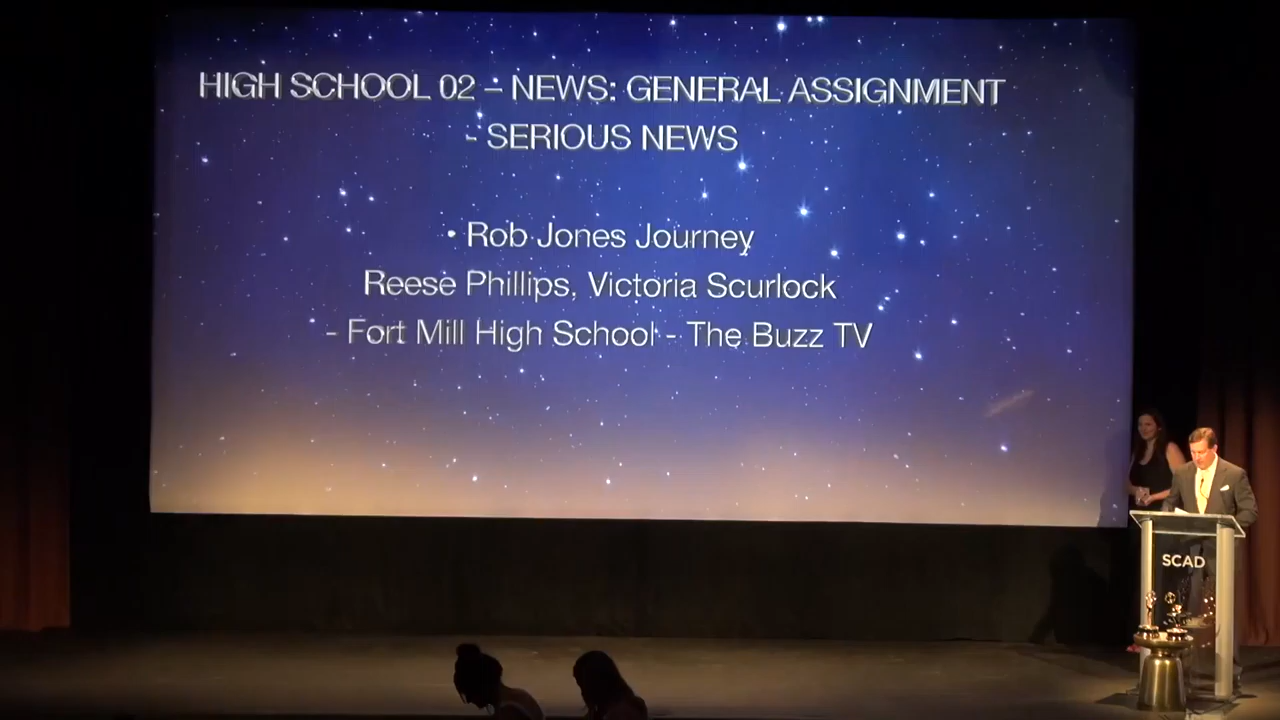 HIGH SCHOOL 02 – NEWS: GENERAL ASSIGNMENT
- SERIOUS NEWS
• Rob Jones Journey
Reese Phillips, Victoria Scurlock
- Fort Mill High School - The Buzz TV
SCAD